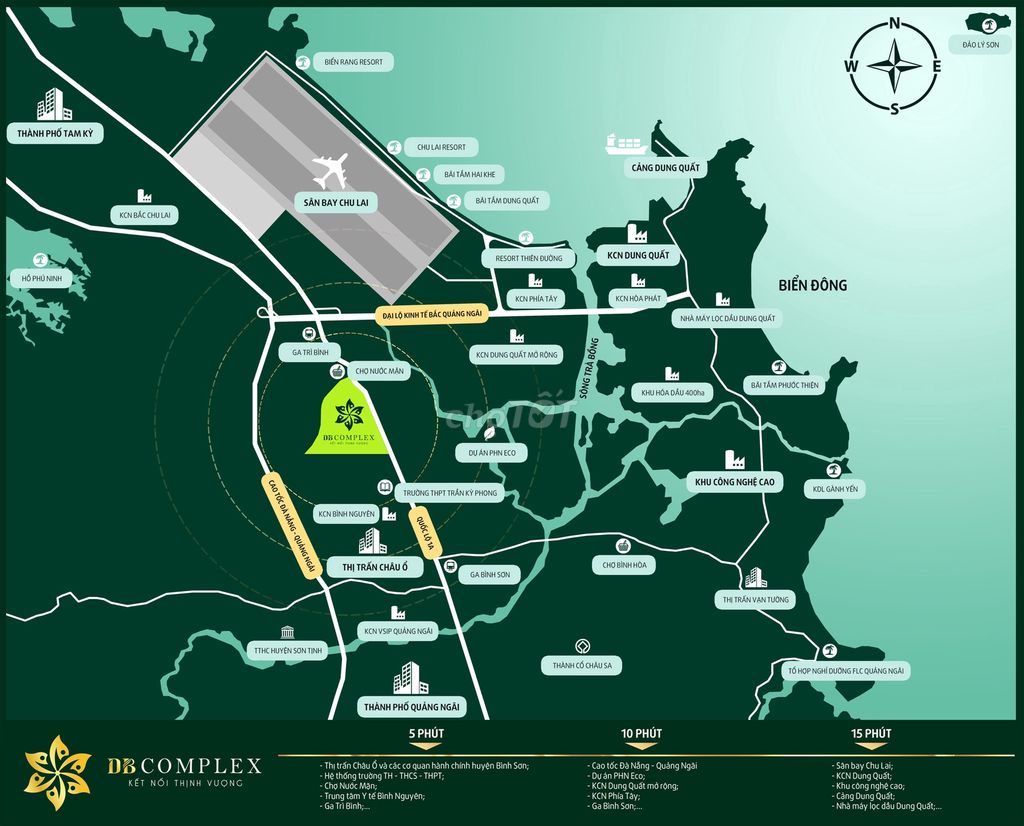 N
W
E
S
ĐẢO LÝ SƠN
BIỂN RẠNG RESORT
THÀNH PHỐ TAM KỲ
CHU LAI RESORT
BÃI TẮM HAI KHE
BÃI TẮM DUNG QUẤT
SÂN BAY CHU LAI
CẢNG DUNG QUẤT
KCN BẮC CHU LAI
HỒ PHÚ NINH
RESORT THIÊN ĐƯỜNG
KCN DUNG QUẤT
BIỂN ĐÔNG
KCN PHÍA TÂY
KCN HÒA PHÁT
ĐẠI LỘ KINH TẾ BẮC QUẢNG NGÃI
NHÀ MÁY LỌC DẦU DUNG QUẤT
GA TRÌ BÌNH
KCN DUNG QUẤT MỞ RỘNG
SÔNG TRÀ BỒNG
CHỢ NƯỚC MẶN
KHU HÓA DẦU 400ha
BÃI TẮM PHƯỚC THIỆN
chợTỐT
DB COMPLEX
KẾT NỐI THỊNH VƯỢNG
DỰ ÁN PHN ECO
KHU CÔNG NGHỆ CAO
KDL GÀNH YẾN
TRƯỜNG THPT TRẦN KỲ PHONG
CAO TỐC ĐÀ NẴNG - QUẢNG NGÃI
KCN BÌNH NGUYÊN
QUỐC LỘ 1A
THỊ TRẤN CHÂU Ổ
GA BÌNH SƠN
CHỢ BÌNH HÒA
THỊ TRẤN VẠN TƯỜNG
KCN VSIP QUẢNG NGÃI
TTHC HUYỆN SƠN TỊNH
THÀNH CỔ CHÂU SA
TỔ HỢP NGHỈ DƯỠNG FLC QUẢNG NGÃI
THÀNH PHỐ QUẢNG NGÃI
DB COMPLEX
KẾT NỐI THỊNH VƯỢNG
5 PHÚT
- Thị trấn Châu Ổ và các cơ quan hành chính huyện Bình Sơn;
- Hệ thống trường TH - THCS - THPT;
- Chợ Nước Mặn;
- Trung tâm Y tế Bình Nguyên;
- Ga Trì Bình;...
10 PHÚT
- Cao tốc Đà Nẵng - Quảng Ngãi
- Dự án PHN Eco;
- KCN Dung Quất mở rộng;
- KCN Phía Tây;
- Ga Bình Sơn;...
15 PHÚT
- Sân bay Chu Lai;
- KCN Dung Quất;
- Khu công nghệ cao;
- Cảng Dung Quất;
- Nhà máy lọc dầu Dung Quất;...